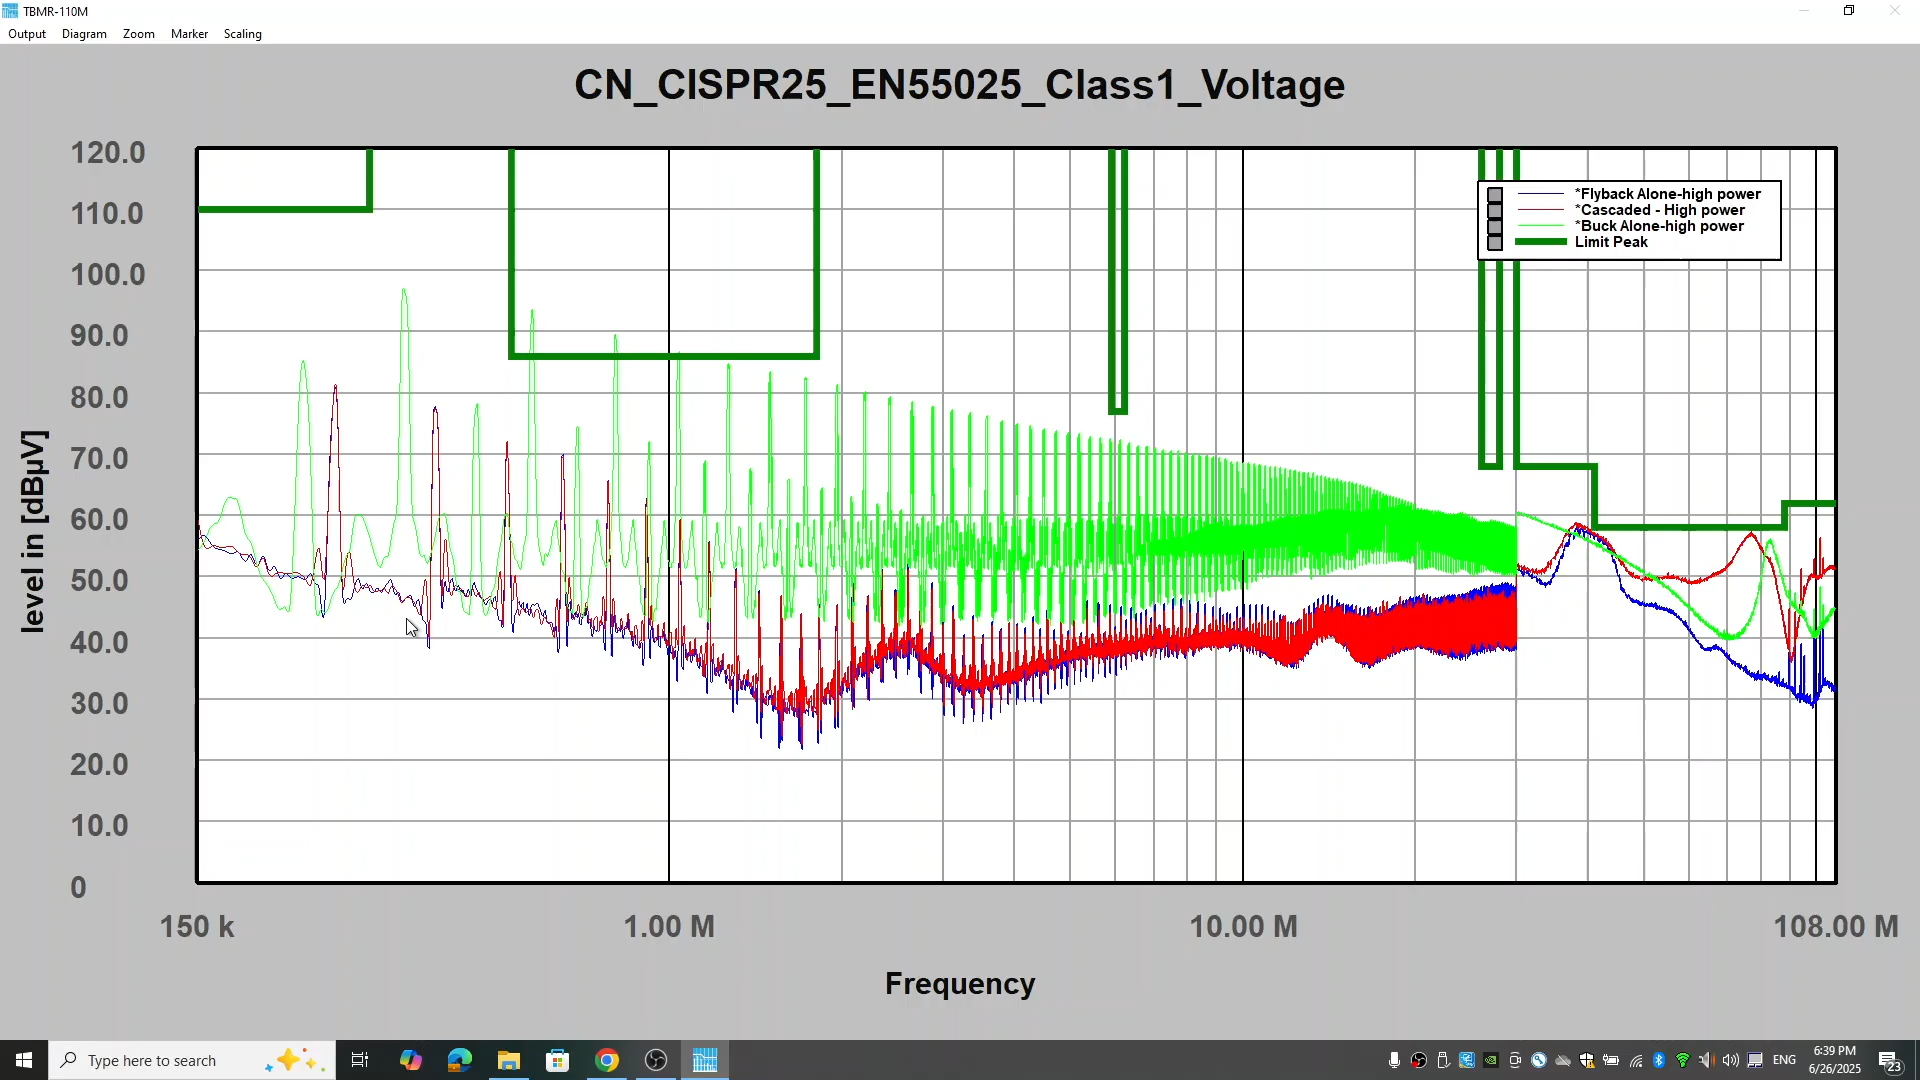 TBMR-110M
Output Diagram Zoom Marker Scaling
CN_CISPR25_EN55025_Class1_Voltage
120.0
110.0
100.0
90.0
80.0
70.0
60.0
50.0
40.0
30.0
20.0
10.0
0
level in [dBµV]
*Flyback Alone-high power
*Cascaded - High power
*Buck Alone-high power
Limit Peak
150 k 1.00 M 10.00 M 108.00 M
Frequency
Type here to search
ENG
6:39 PM
6/26/2025
23